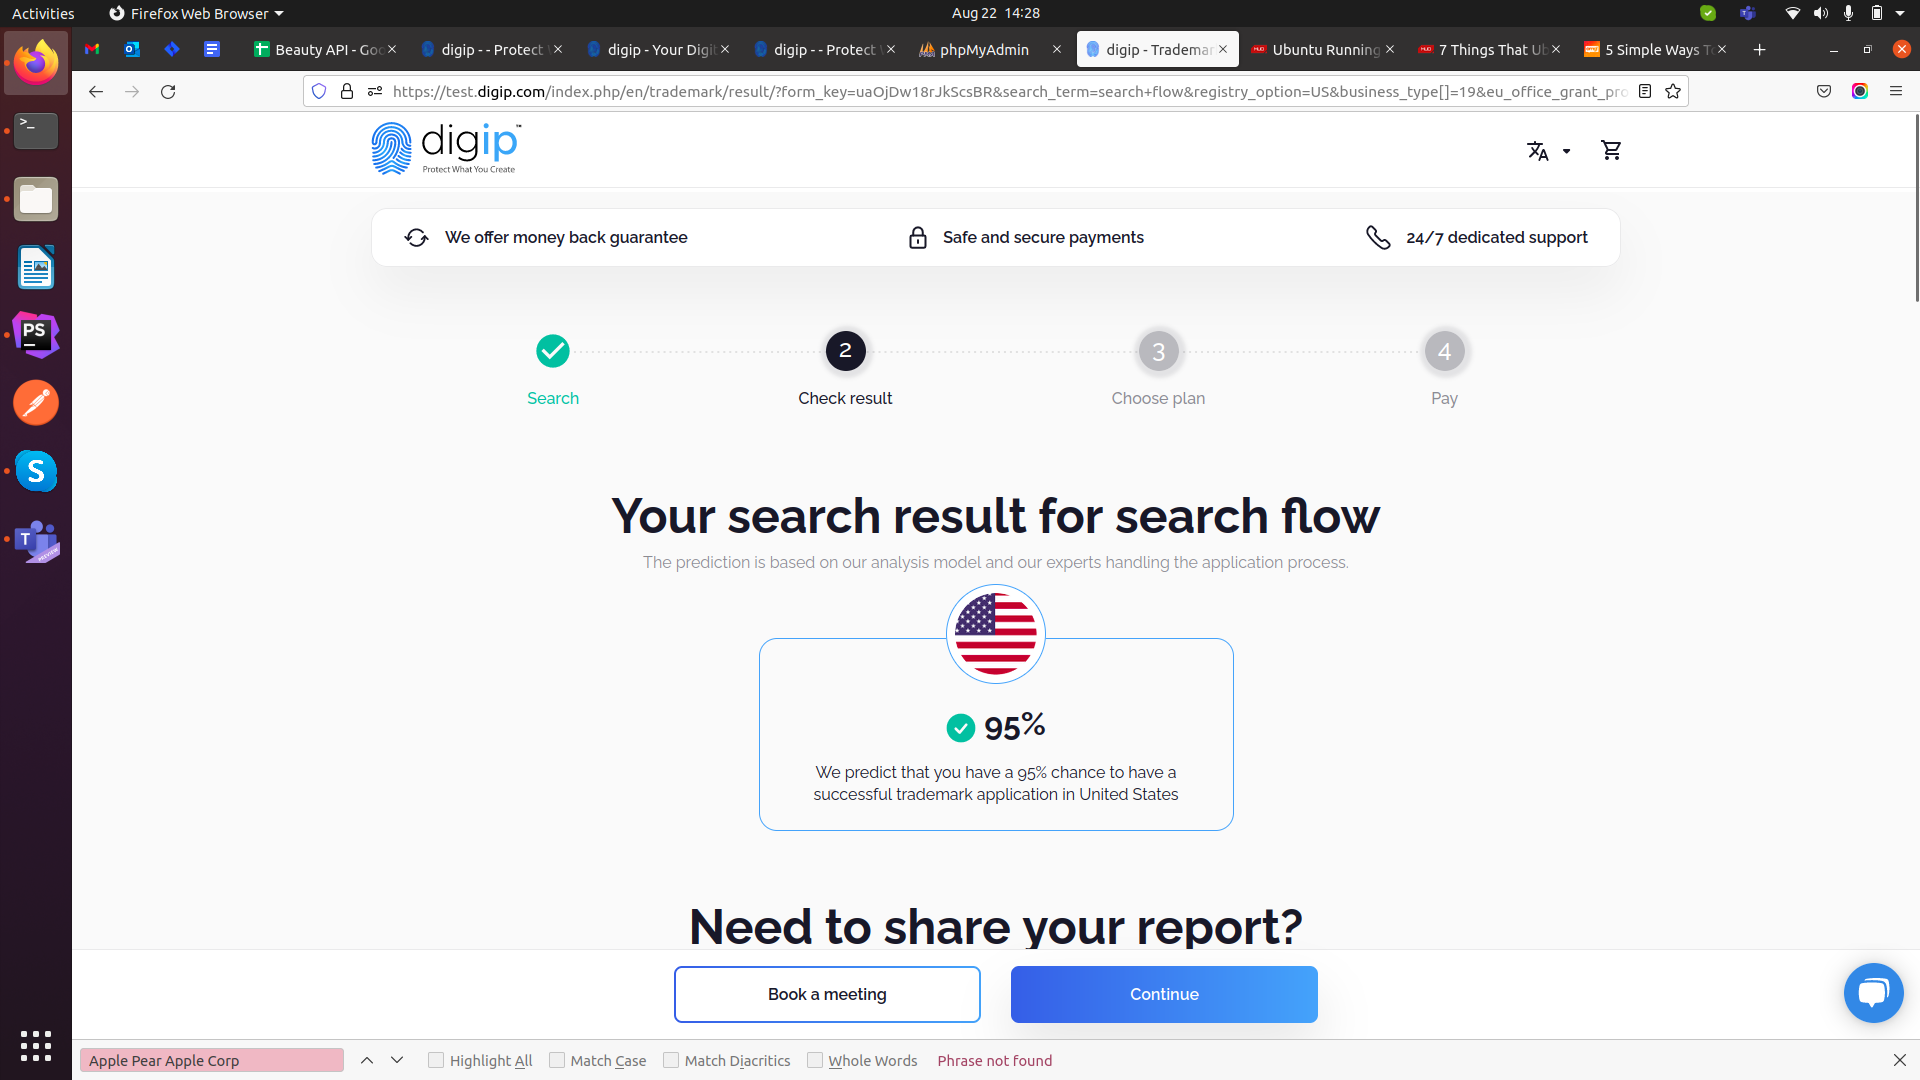 Activities
Firefox Web Browser
Aug 22 14:28
Beauty API - Goo
digip - - Protect
digip - Your Digi
digip - - Protect
phpMyAdmin
digip - Tradema
Ubuntu Running
7 Things That Ub
5 Simple Ways T
https://test.digip.com/index.php/en/trademark/result/?form_key=uaOjDw18rJkScsBR&search_term=search+flow&registry_option=US&business_type[]=19&eu_office_grant_pro
digip™
Protect What You Create
We offer money back guarantee
Safe and secure payments
24/7 dedicated support
2
3
4
Search
Check result
Choose plan
Pay
Your search result for search flow
The prediction is based on our analysis model and our experts handling the application process.
95%
We predict that you have a 95% chance to have a
successful trademark application in United States
Need to share your report?
Book a meeting
Continue
Apple Pear Apple Corp
Highlight All
Match Case
Match Diacritics
Whole Words
Phrase not found
PS
S
T